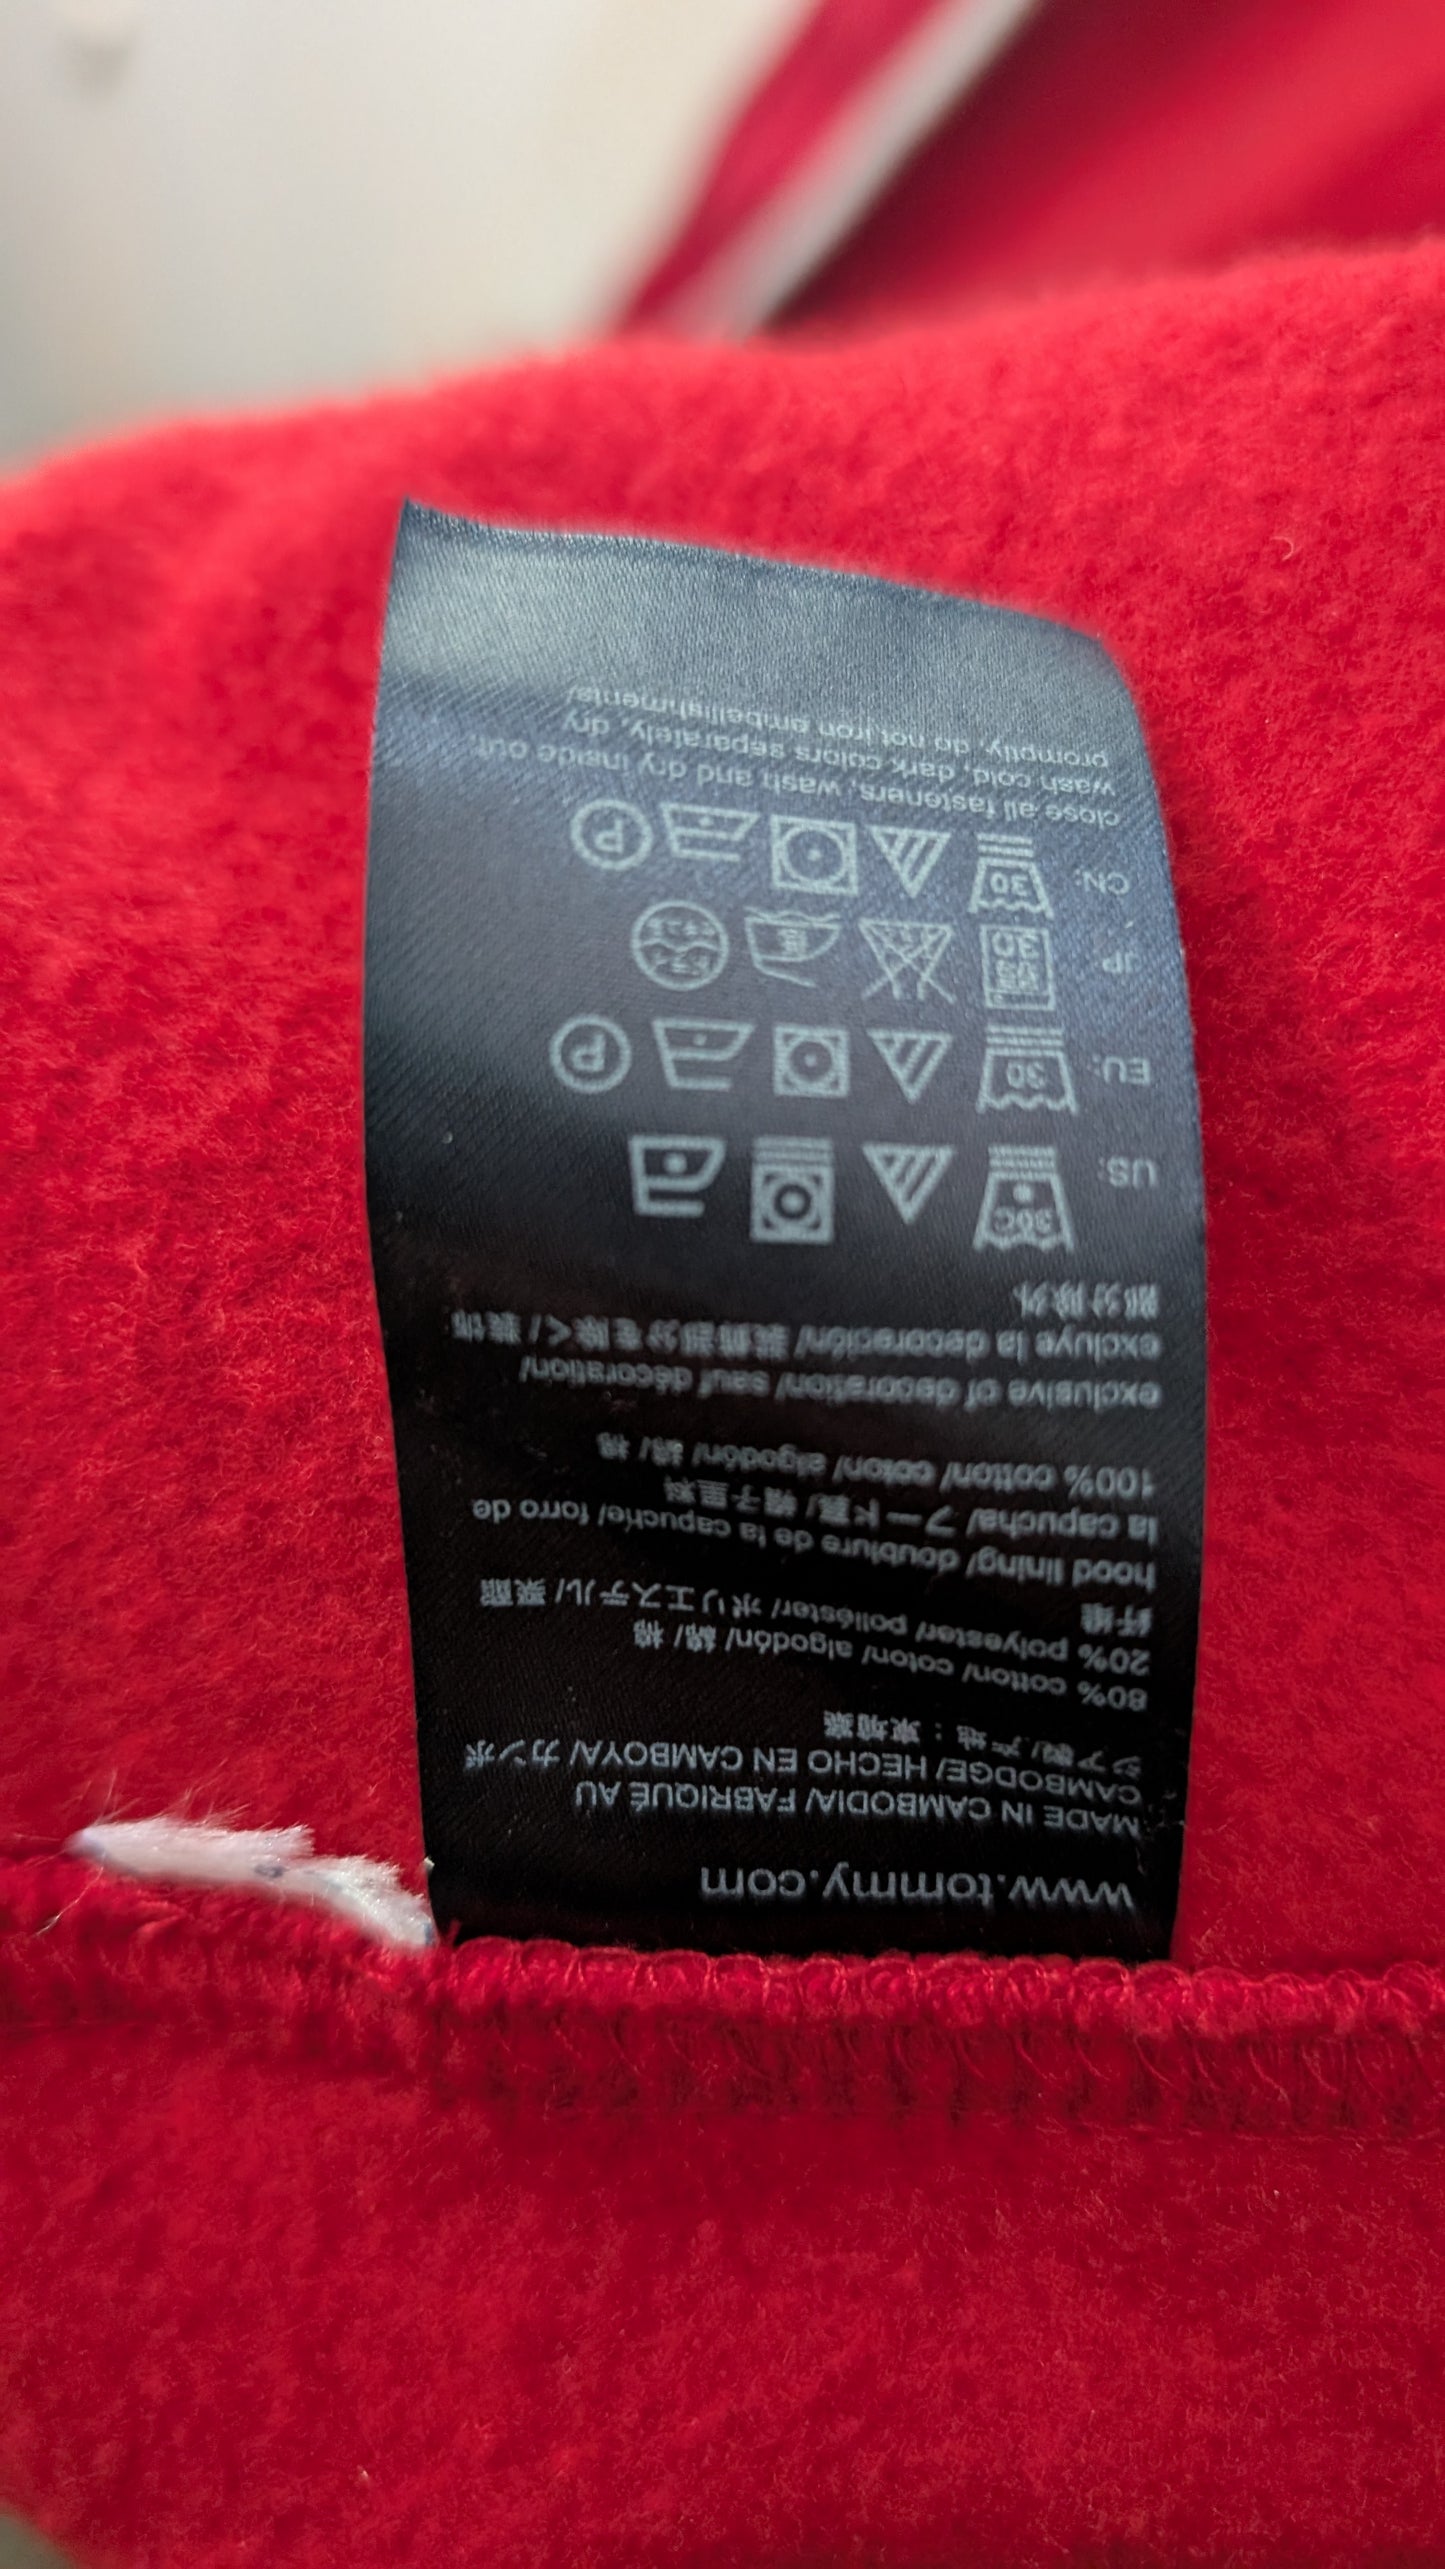 www.tommy.com
MADE IN CAMBODIA/ FABRIQUÉ AU
CAMBODGE/ HECHO EN CAMBOYA/ カンボ
ジア製/ 产地：柬埔寨
80% cotton/ coton/ algodón/ 綿/ 棉
20% polyester/ poliéster/ ポリエステル/ 聚酯
纤维
hood lining/ doublure de la capuche/ forro de
la capucha/ フード裏/ 帽子里料
100% cotton/ coton/ algodón/ 綿/ 棉
exclusive of decoration/ sauf décoration/
excluye la decoración/ 装飾部分を除く/ 装饰
部分除外
US: 30C
EU: 30 P
JP 30
CN: 30 P
close all fasteners, wash and dry inside out,
wash cold, dark colors separately, dry
promptly, do not iron embellishments/